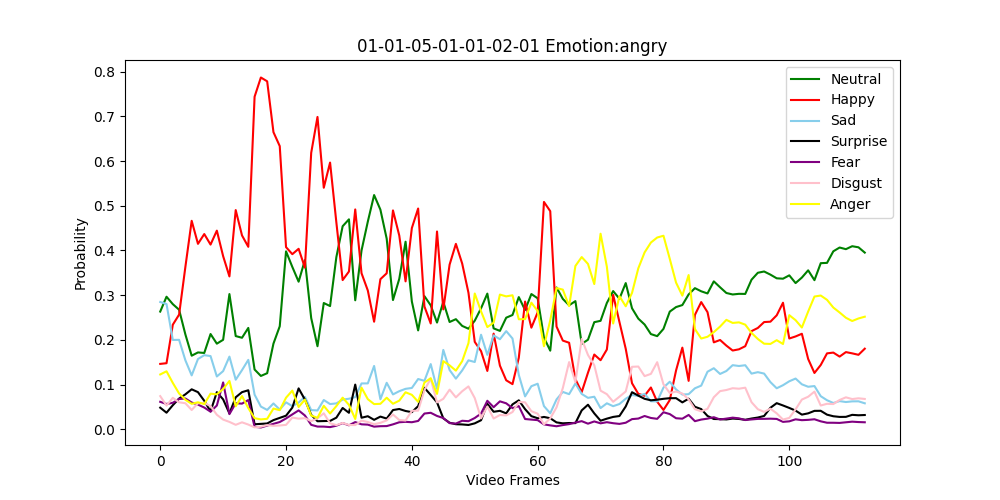 01-01-05-01-01-02-01 Emotion:angry
Neutral
Happy
Sad
Surprise
Fear
Disgust
Anger
Probability
0.8
0.7
0.6
0.5
0.4
0.3
0.2
0.1
0.0
0 20 40 60 80 100
Video Frames